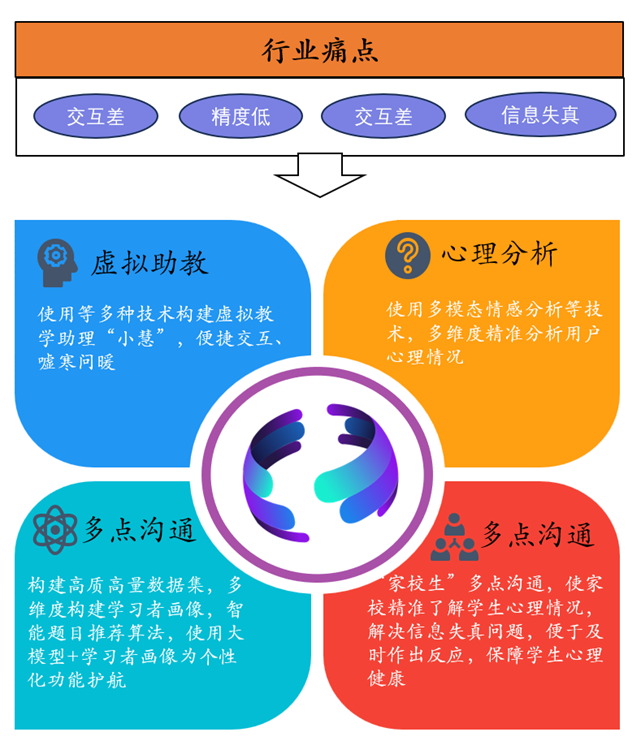 行业痛点
交互差
精度低
交互差
信息失真
虚拟助教
使用等多种技术构建虚拟教
学助理“小慧”，便捷交互、
嘘寒问暖
心理分析
使用多模态情感分析等技
术，多维度精准分析用户
心理情况
多点沟通
构建高质高量数据集，多
维度构建学习者画像，智
能题目推荐算法，使用大
模型+学习者画像为个性
化功能护航
多点沟通
“家校生”多点沟通，使家
校精准了解学生心理情况，
解决信息失真问题，便于及
时作出反应，保障学生心理
健康